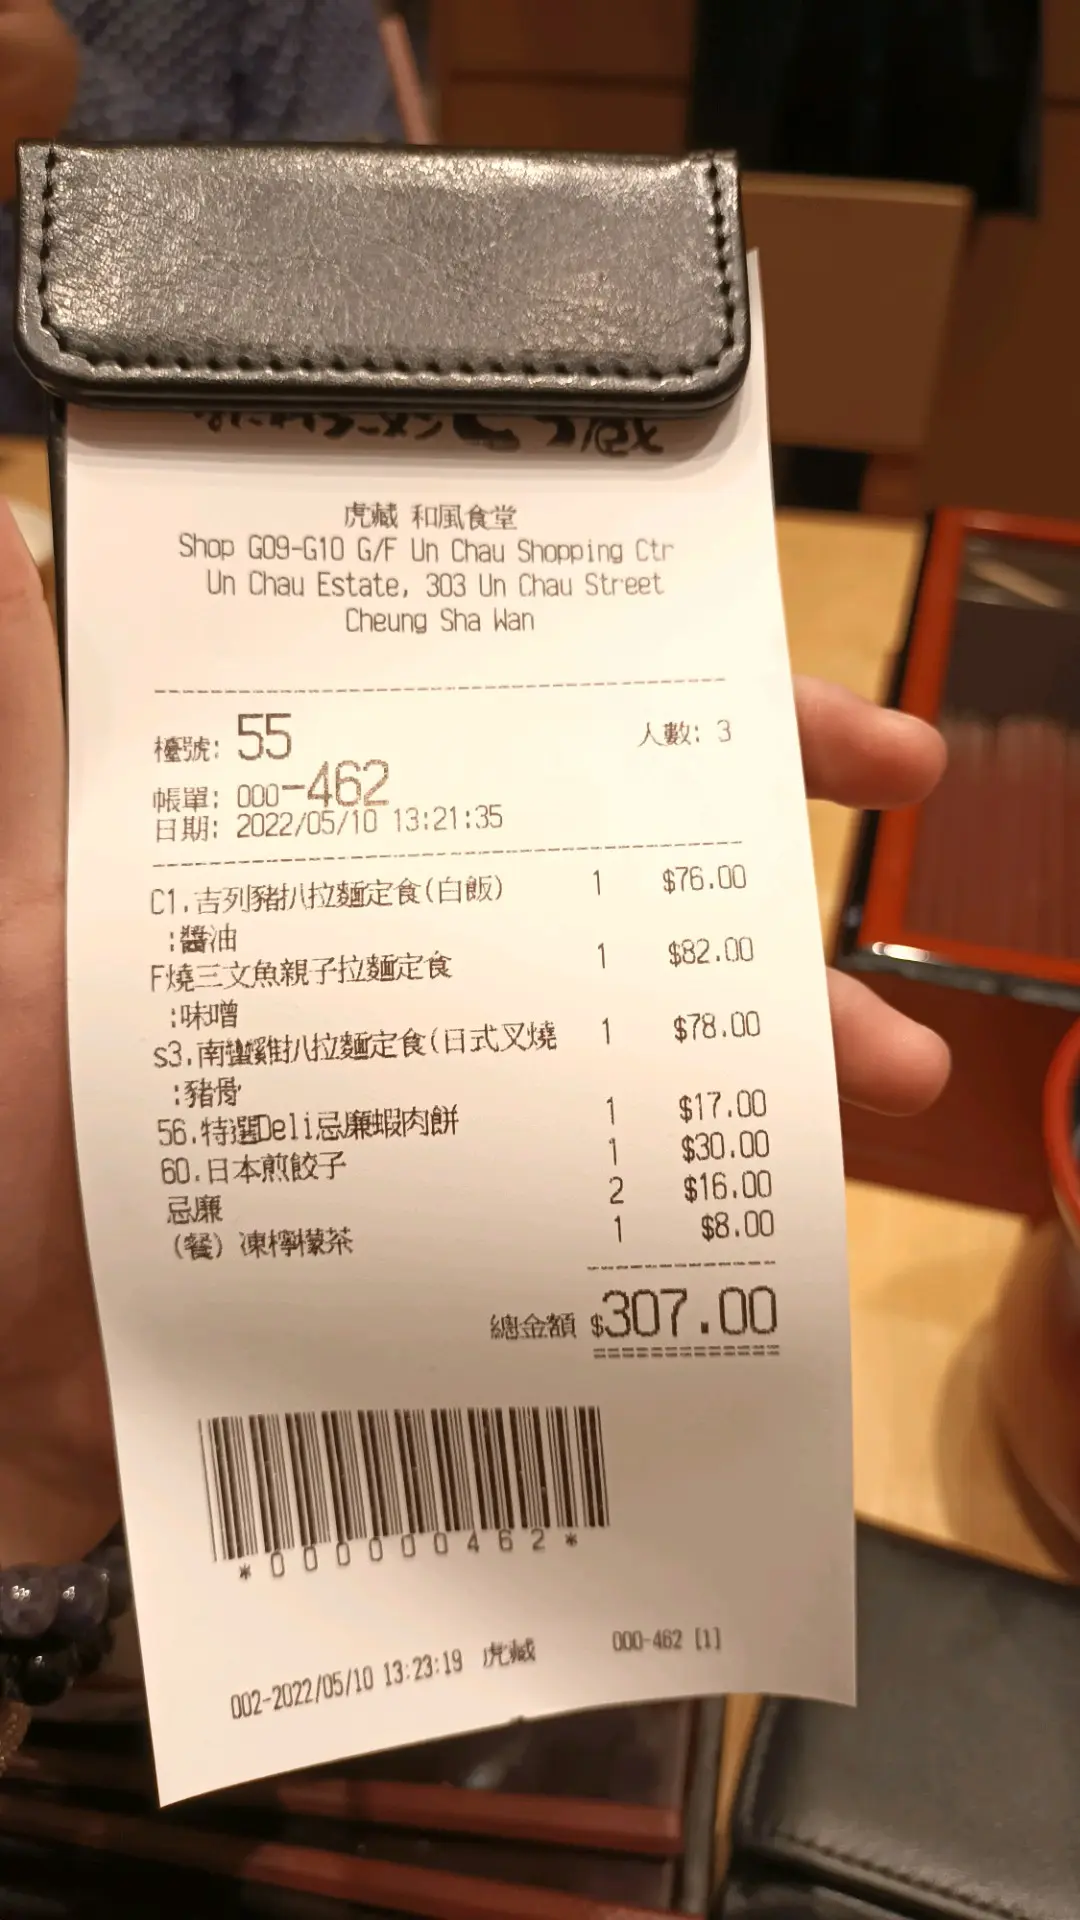 ラーメン
虎藏 和風食堂
Shop G09-G10 G/F Un Chau Shopping Ctr
Un Chau Estate, 303 Un Chau Street
Cheung Sha Wan
檯號: 55 人數: 3
帳單: 000-462
日期: 2022/05/10 13:21:35
C1.吉列豬扒拉麵定食(白飯) 1 $76.00
:醬油
F燒三文魚親子拉麵定食 1 $82.00
:味噌
s3.南蠻雞扒拉麵定食(日式叉燒 1 $78.00
:豬骨
56.特選Deli忌廉蝦肉餅 1 $17.00
60.日本煎餃子 1 $30.00
忌廉 2 $16.00
(餐) 凍檸檬茶 1 $8.00
總金額 $307.00
*000000462*
002-2022/05/10 13:23:19 虎藏 000-462 [1]